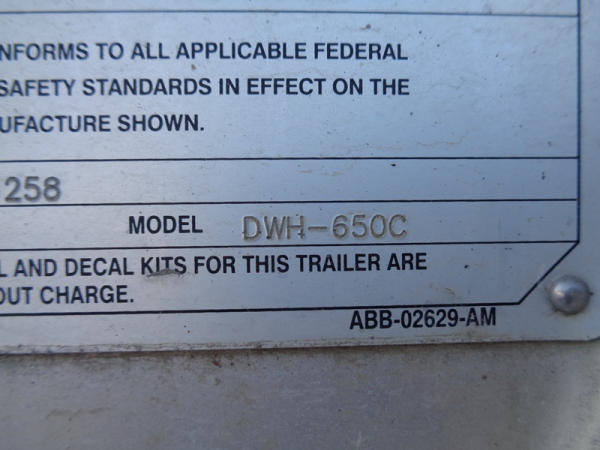 NFORMS TO ALL APPLICABLE FEDERAL
SAFETY STANDARDS IN EFFECT ON THE
UFACTURE SHOWN.
258
MODEL DWH-650C
L AND DECAL KITS FOR THIS TRAILER ARE
OUT CHARGE.
ABB-02629-AM